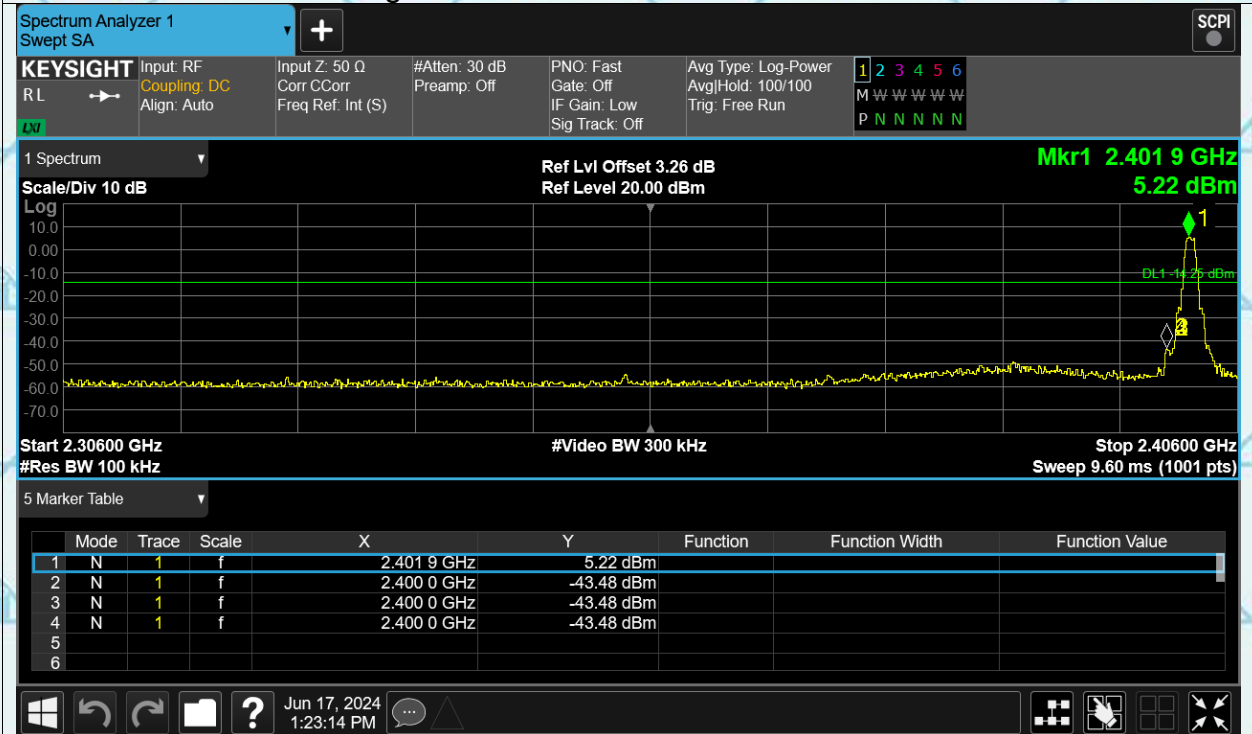 Spectrum Analyzer 1
Swept SA
+
SCPI
KEYSIGHT Input: RF Input Z: 50 Ω #Atten: 30 dB PNO: Fast Avg Type: Log-Power 1 2 3 4 5 6
R L Coupling: DC Corr CCorr Preamp: Off Gate: Off Avg|Hold: 100/100 M W W W W W
Align: Auto Freq Ref: Int (S) IF Gain: Low Trig: Free Run
LXI Sig Track: Off P N N N N N
1 Spectrum Ref Lvl Offset 3.26 dB Mkr1 2.401 9 GHz
Scale/Div 10 dB Ref Level 20.00 dBm 5.22 dBm
Log
1
10.0
0.00
-10.0 DL1 -14.25 dBm
-20.0
-30.0
-40.0
-50.0
-60.0
-70.0
Start 2.30600 GHz #Video BW 300 kHz Stop 2.40600 GHz
#Res BW 100 kHz Sweep 9.60 ms (1001 pts)
5 Marker Table
Mode Trace Scale X Y Function Function Width Function Value
1 N 1 f 2.401 9 GHz 5.22 dBm
2 N 1 f 2.400 0 GHz -43.48 dBm
3 N 1 f 2.400 0 GHz -43.48 dBm
4 N 1 f 2.400 0 GHz -43.48 dBm
5
6
? Jun 17, 2024
1:23:14 PM